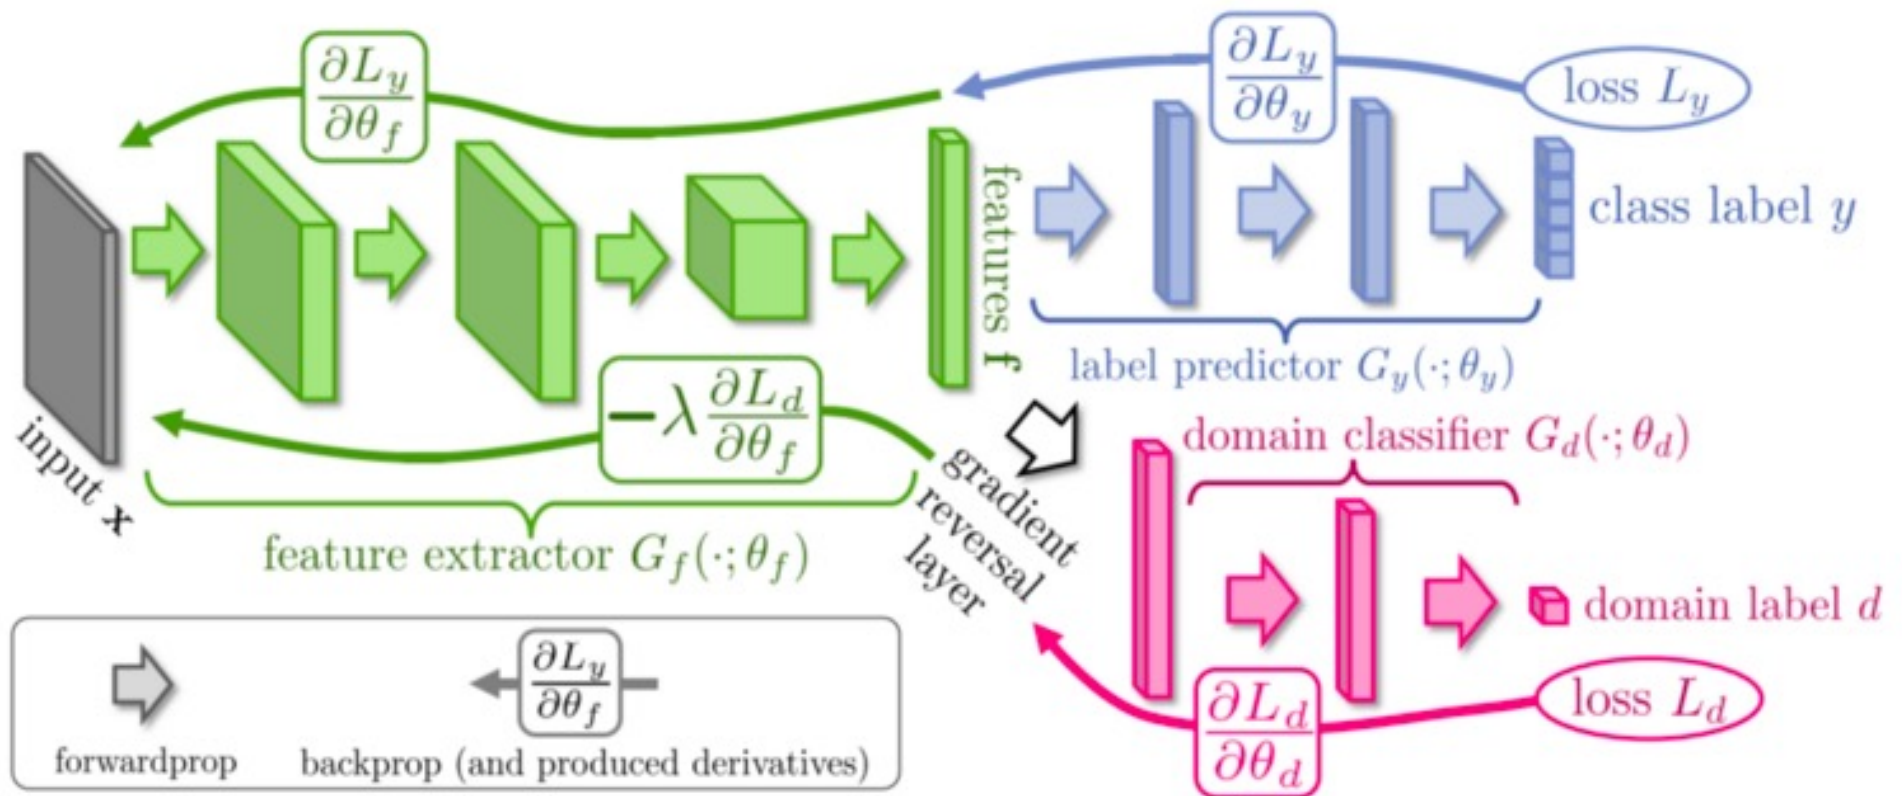 ∂L_y/∂θ_f
∂L_y/∂θ_y
loss L_y
features f
class label y
label predictor G_y(·; θ_y)
−λ ∂L_d/∂θ_f
input x
feature extractor G_f(·; θ_f)
gradient
reversal
layer
domain classifier G_d(·; θ_d)
domain label d
∂L_d/∂θ_d
loss L_d
forwardprop
∂L_y/∂θ_f
backprop (and produced derivatives)